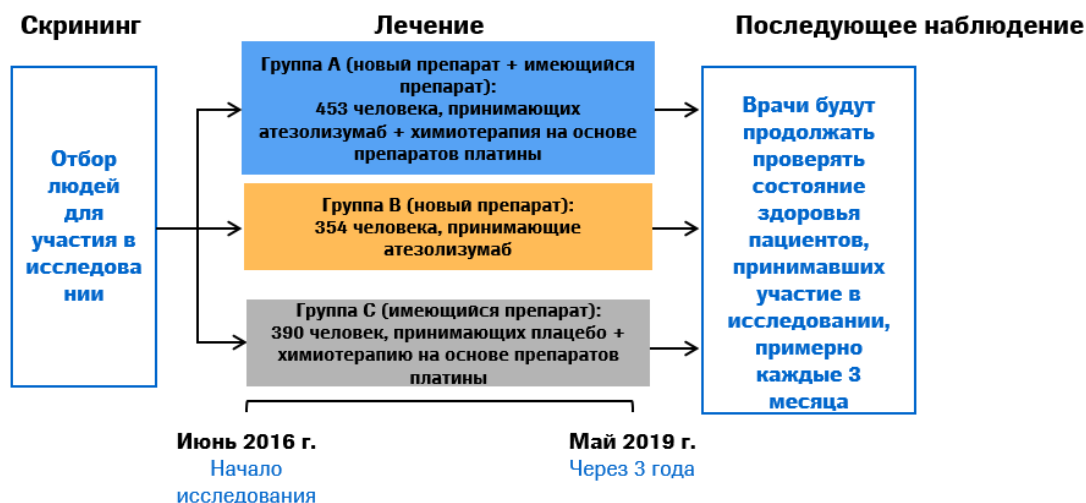 Скрининг
Лечение
Последующее наблюдение
Отбор
людей
для
участия в
исследова
нии
Группа A (новый препарат + имеющийся
препарат):
453 человека, принимающих
атезолизумаб + химиотерапия на основе
препаратов платины
Группа B (новый препарат):
354 человека, принимающие
атезолизумаб
Группа C (имеющийся препарат):
390 человек, принимающих плацебо +
химиотерапию на основе препаратов
платины
Врачи будут
продолжать
проверять
состояние
здоровья
пациентов,
принимавших
участие в
исследовании,
примерно
каждые 3
месяца
Июнь 2016 г.
Начало
исследования
Май 2019 г.
Через 3 года